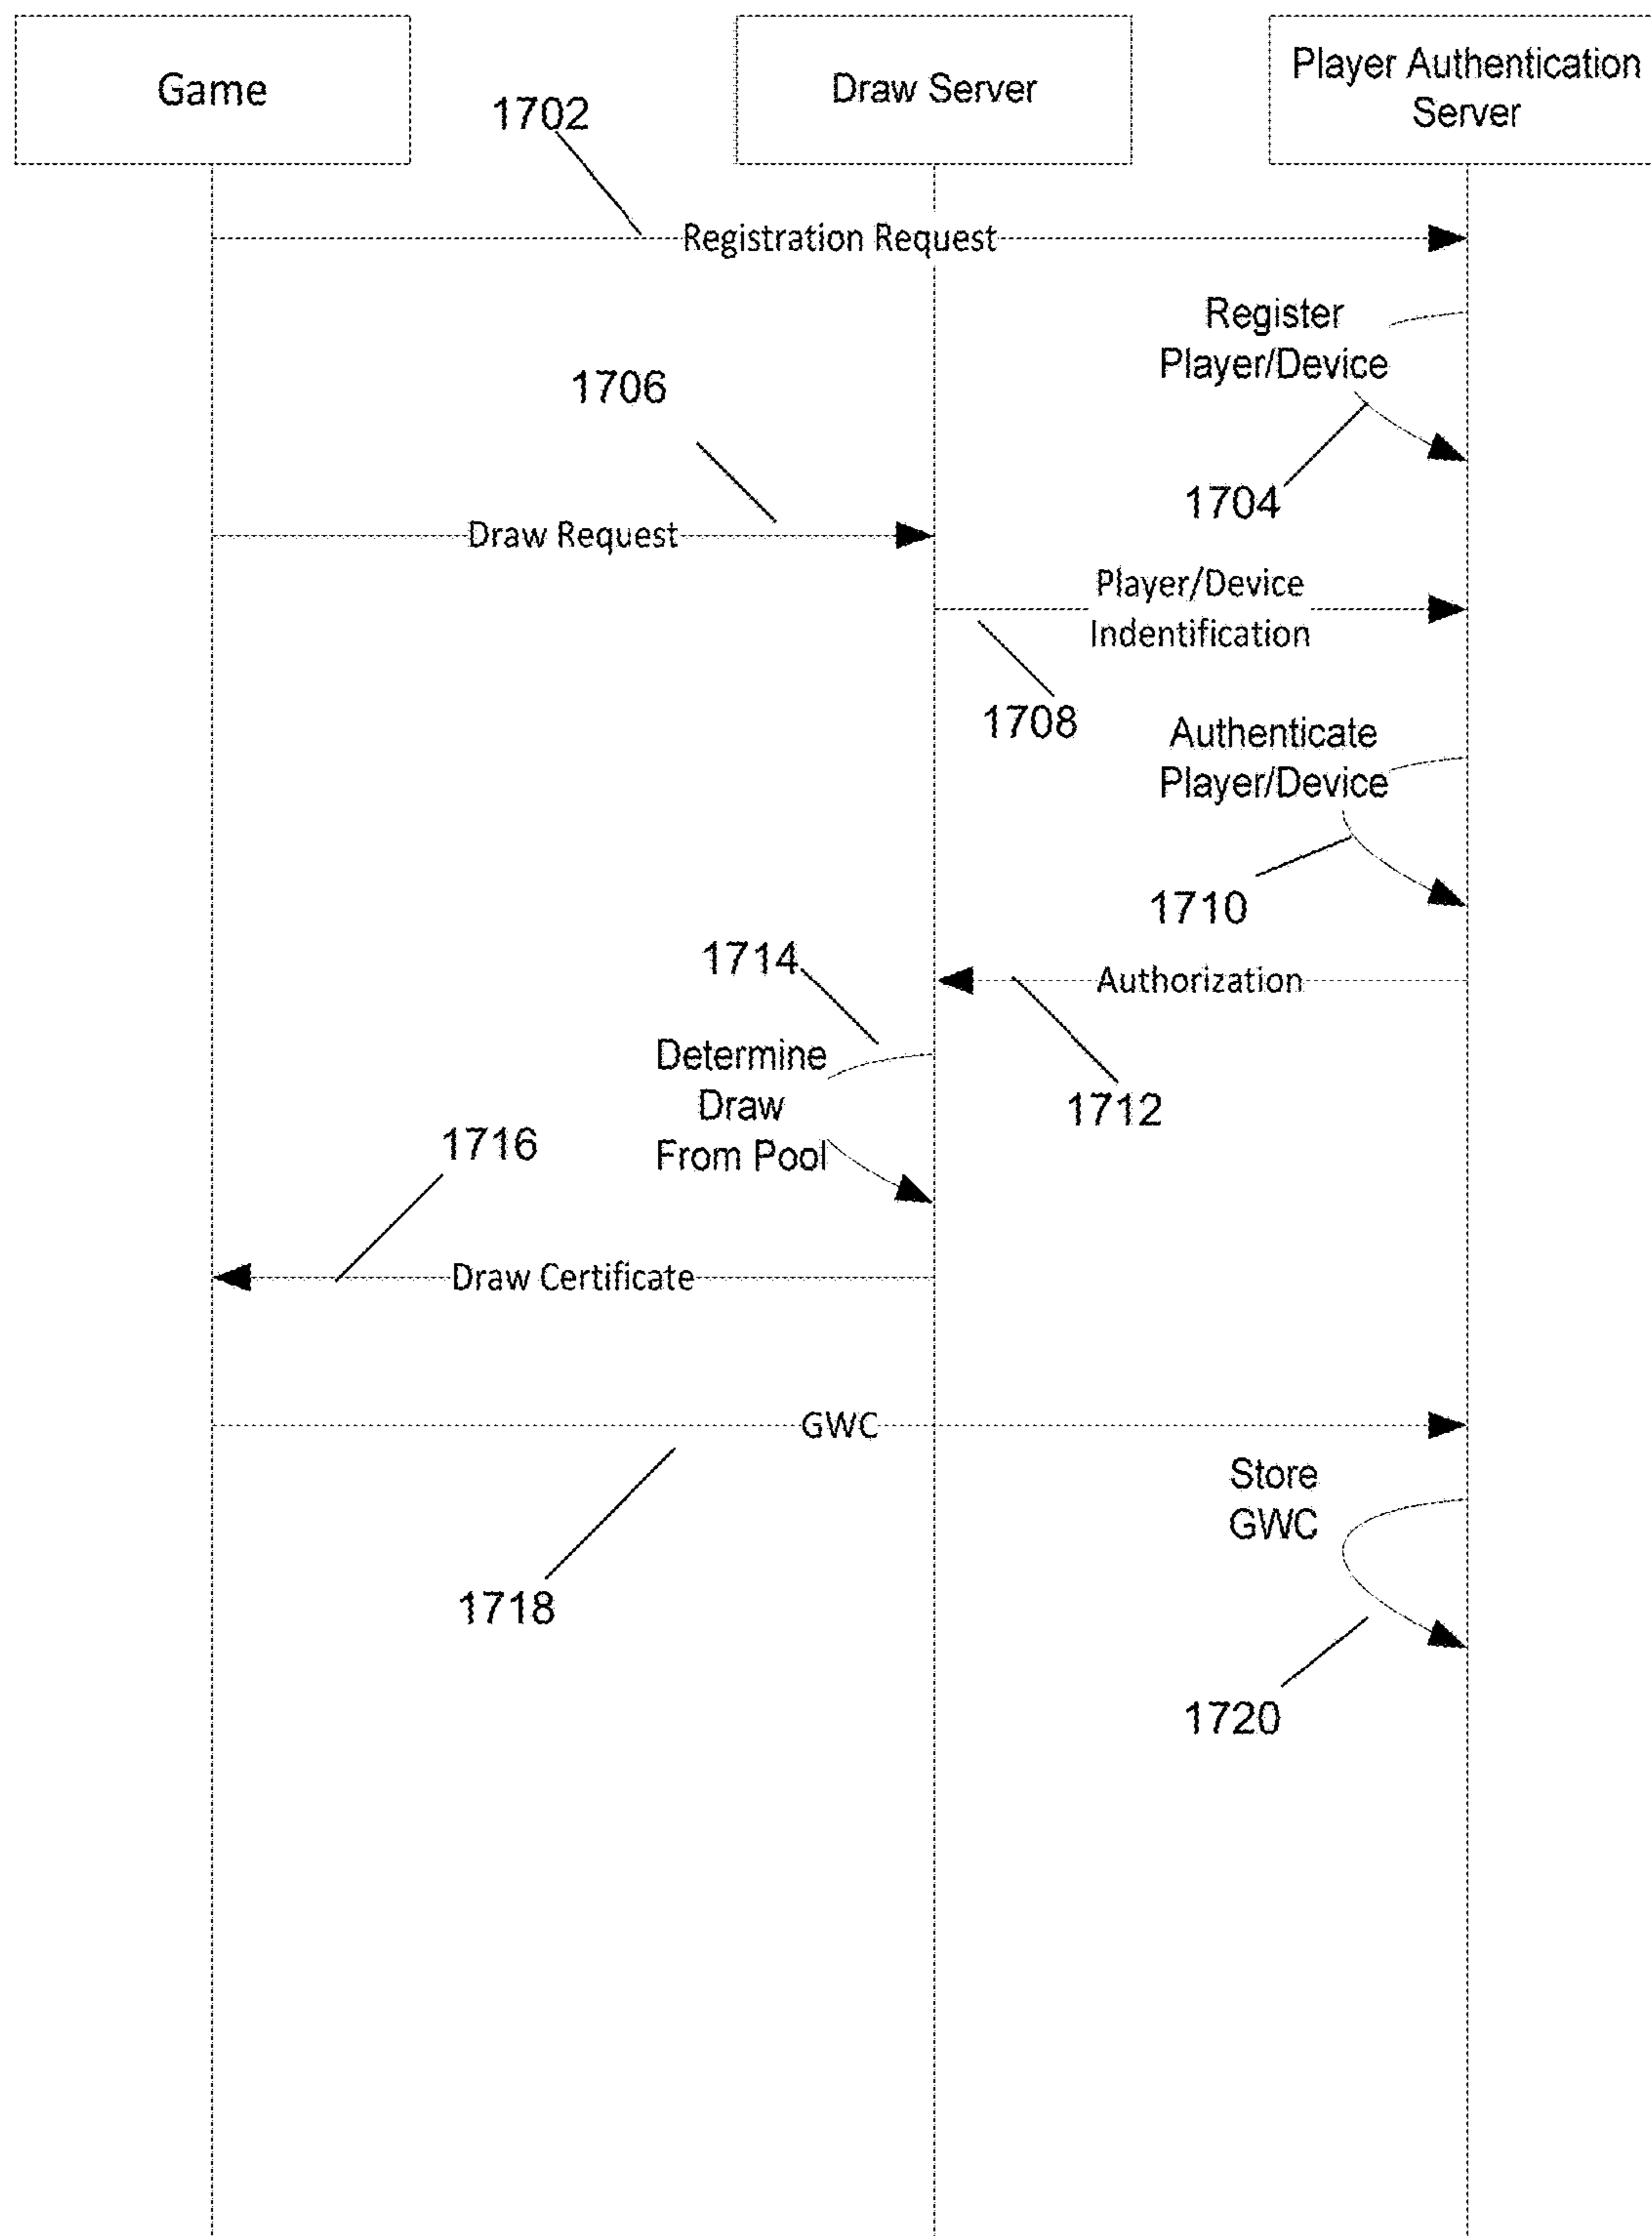 Game
Draw Server
Player Authentication
Server
1702
Registration Request
Register
Player/Device
1704
1706
Draw Request
Player/Device
Indentification
1708
Authenticate
Player/Device
1710
Authorization
1712
1714
Determine
Draw
From Pool
1716
Draw Certificate
GWC
1718
Store
GWC
1720